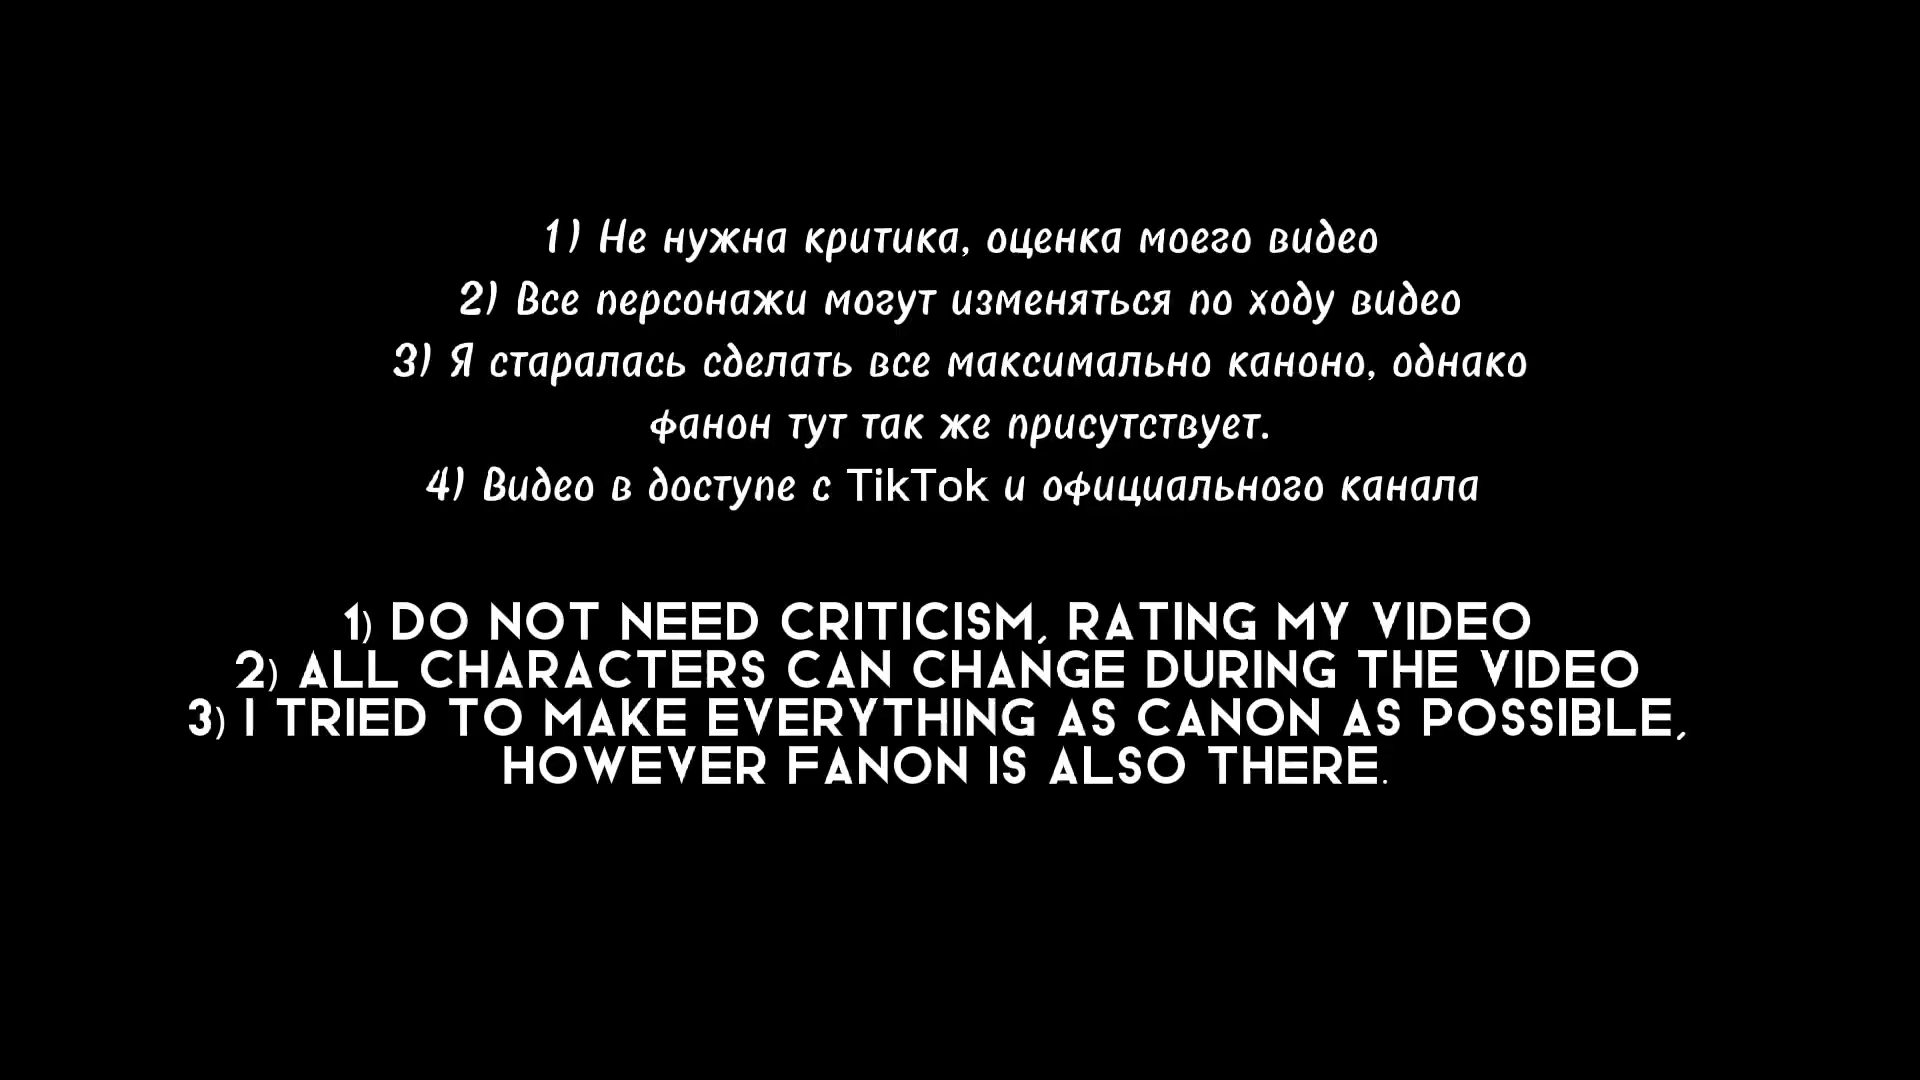 1) Не нужна критика, оценка моего видео
2) Все персонажи могут изменяться по ходу видео
3) Я старалась сделать все максимально каноно, однако
фанон тут так же присутствует.
4) Видео в доступе с TikTok и официального канала
1) DO NOT NEED CRITICISM, RATING MY VIDEO
2) ALL CHARACTERS CAN CHANGE DURING THE VIDEO
3) I TRIED TO MAKE EVERYTHING AS CANON AS POSSIBLE,
HOWEVER FANON IS ALSO THERE.